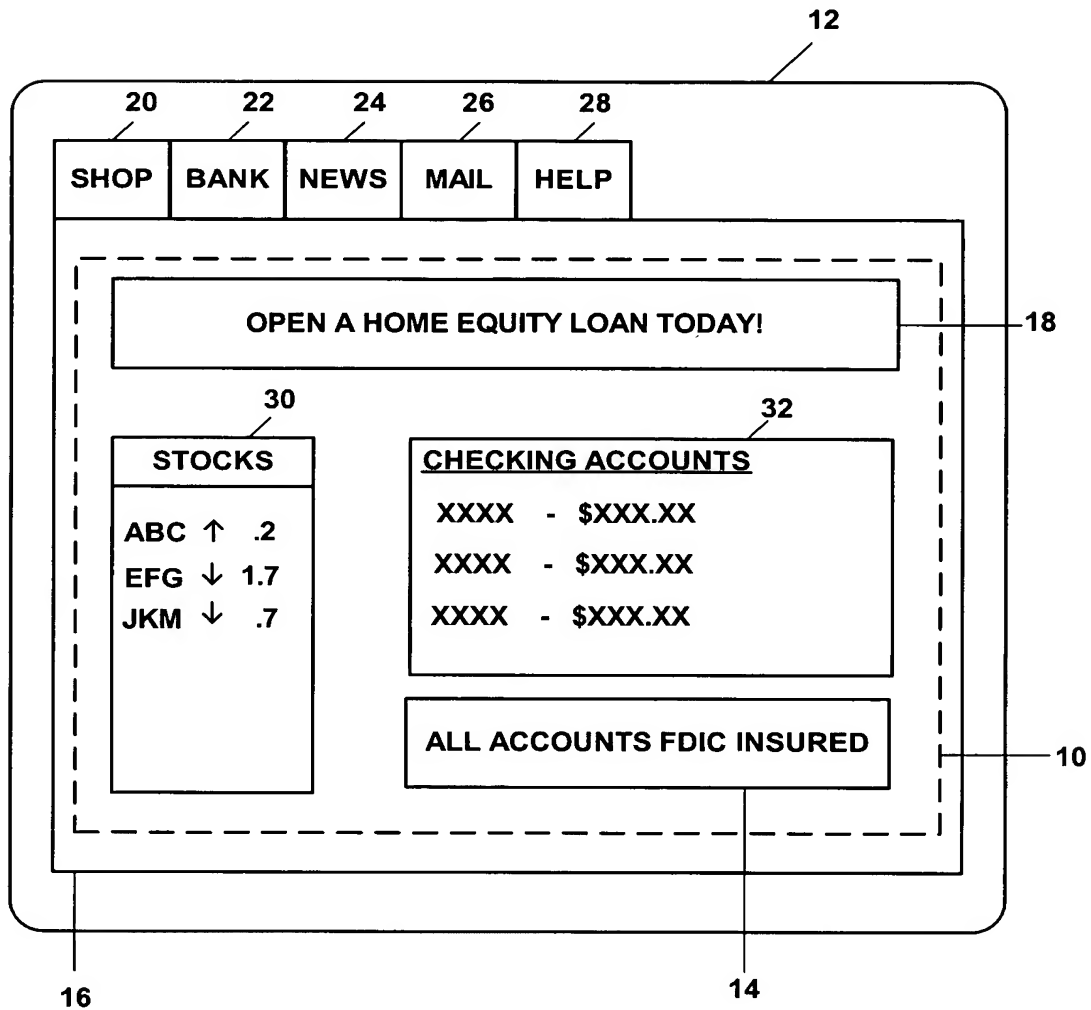 12
20 22 24 26 28
SHOP BANK NEWS MAIL HELP
OPEN A HOME EQUITY LOAN TODAY!
18
30
32
STOCKS
ABC ↑ .2
EFG ↓ 1.7
JKM ↓ .7
CHECKING ACCOUNTS
XXXX - $XXX.XX
XXXX - $XXX.XX
XXXX - $XXX.XX
ALL ACCOUNTS FDIC INSURED
10
16
14